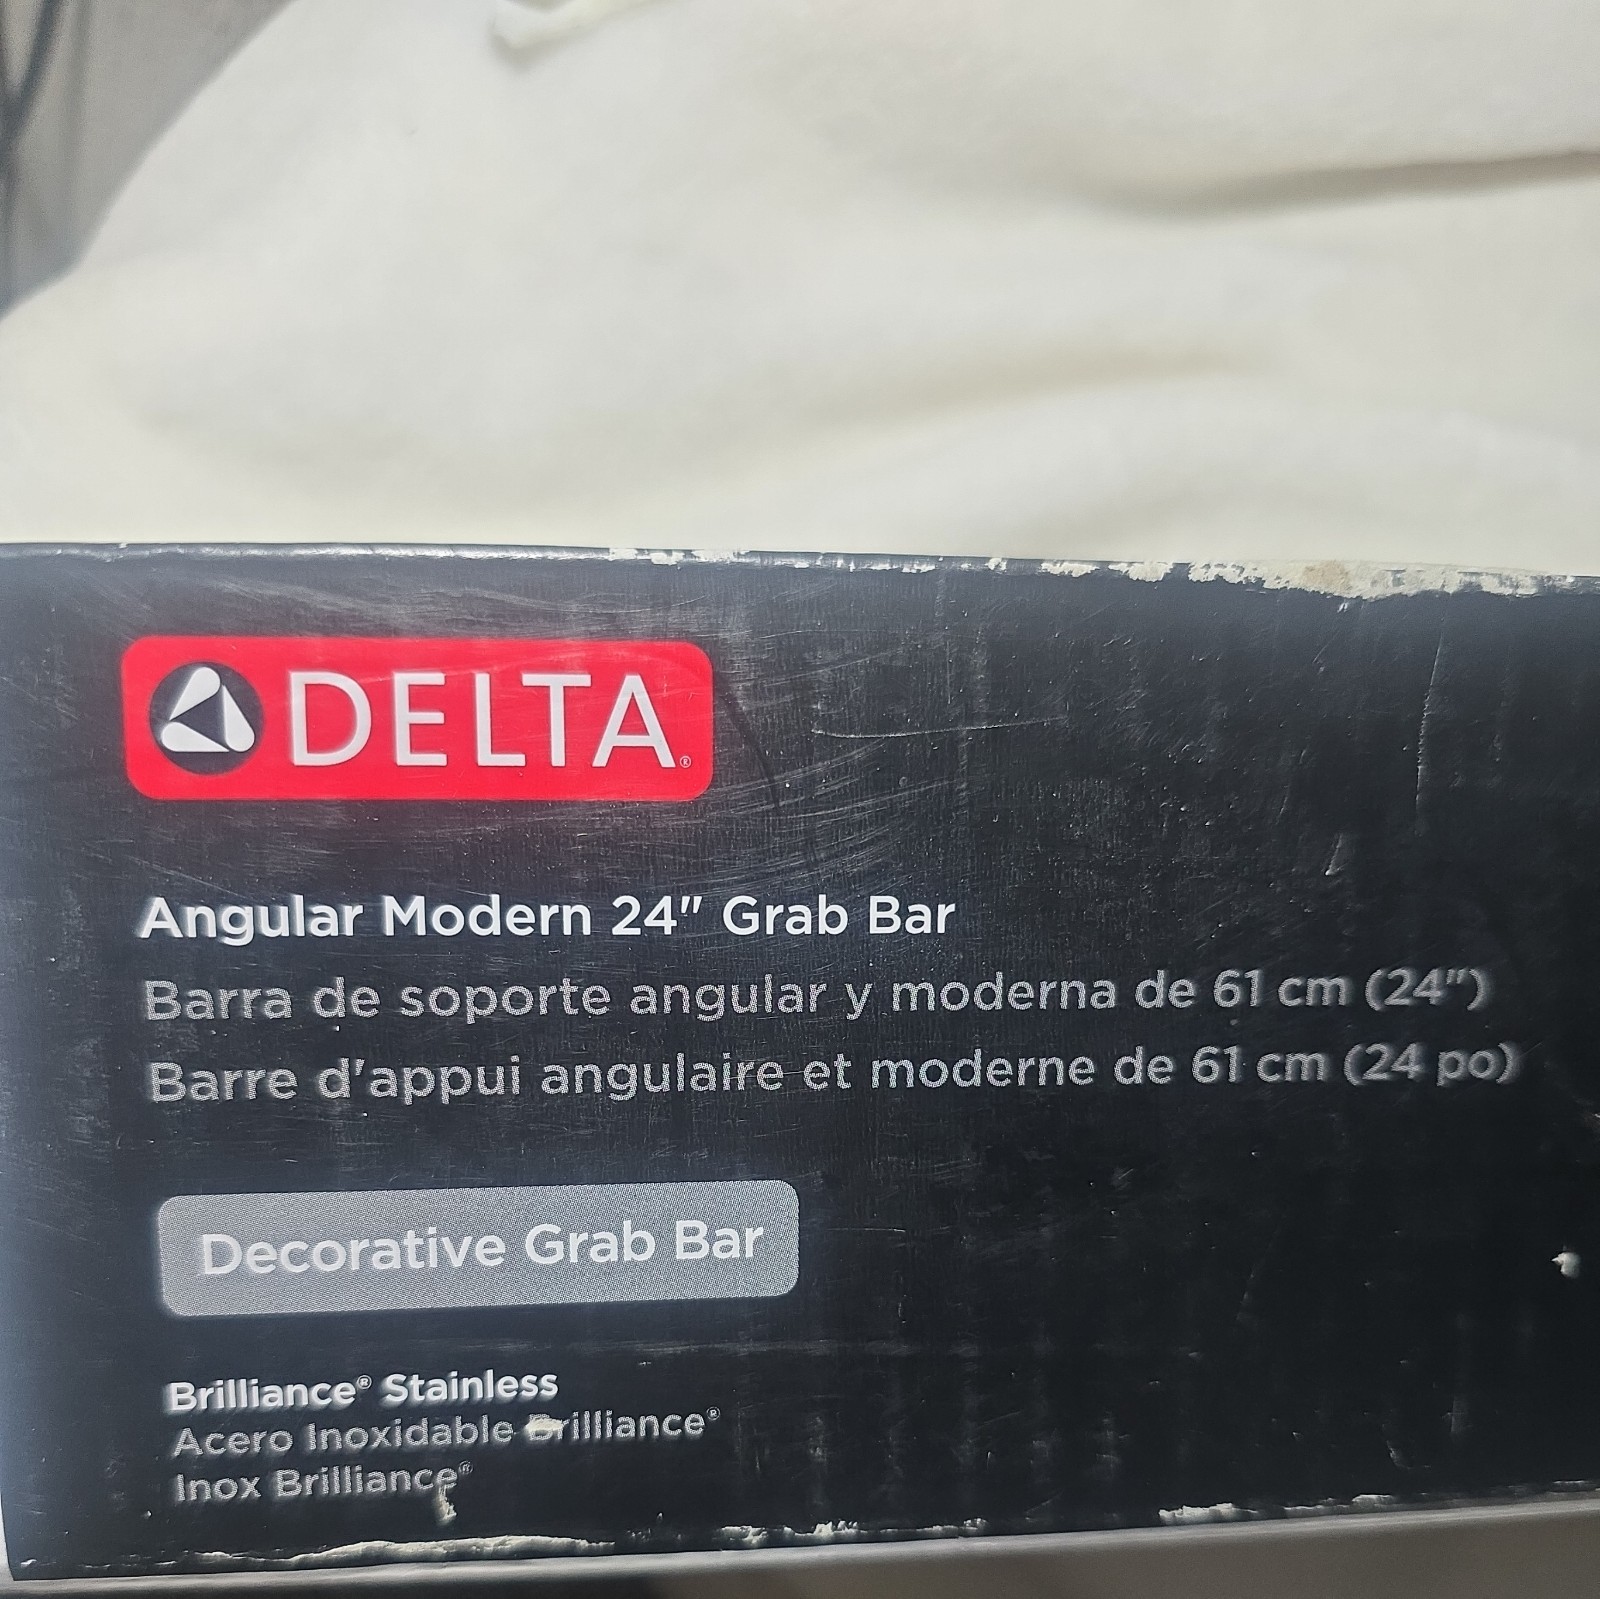 DELTA®
Angular Modern 24" Grab Bar
Barra de soporte angular y moderna de 61 cm (24")
Barre d'appui angulaire et moderne de 61 cm (24 po)
Decorative Grab Bar
Brilliance® Stainless
Acero Inoxidable Brilliance®
Inox Brilliance®